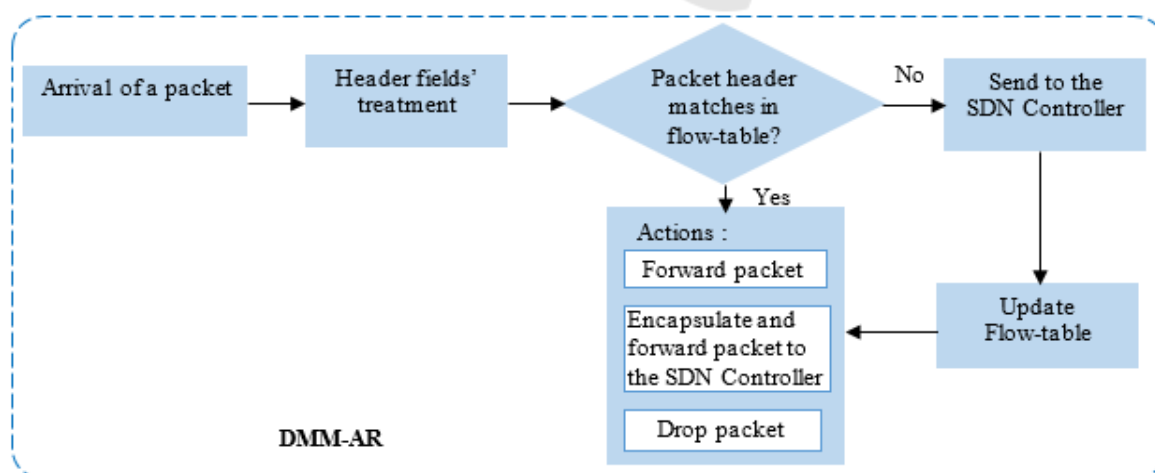 Arrival of a packet
Header fields’
treatment
Packet header
matches in
flow-table?
No
Send to the
SDN Controller
Yes
Actions :
Forward packet
Encapsulate and
forward packet to
the SDN Controller
Drop packet
Update
Flow-table
DMM-AR